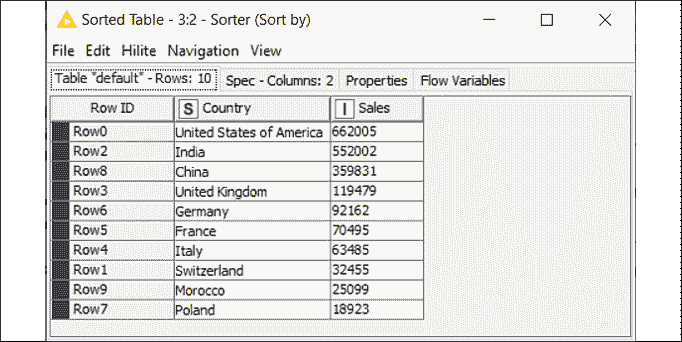 Sorted Table - 3:2 - Sorter (Sort by)
File Edit Hilite Navigation View
Table "default" - Rows: 10 Spec - Columns: 2 Properties Flow Variables
Row ID S Country I Sales
Row0 United States of America 662005
Row2 India 552002
Row8 China 359831
Row3 United Kingdom 119479
Row6 Germany 92162
Row5 France 70495
Row4 Italy 63485
Row1 Switzerland 32455
Row9 Morocco 25099
Row7 Poland 18923